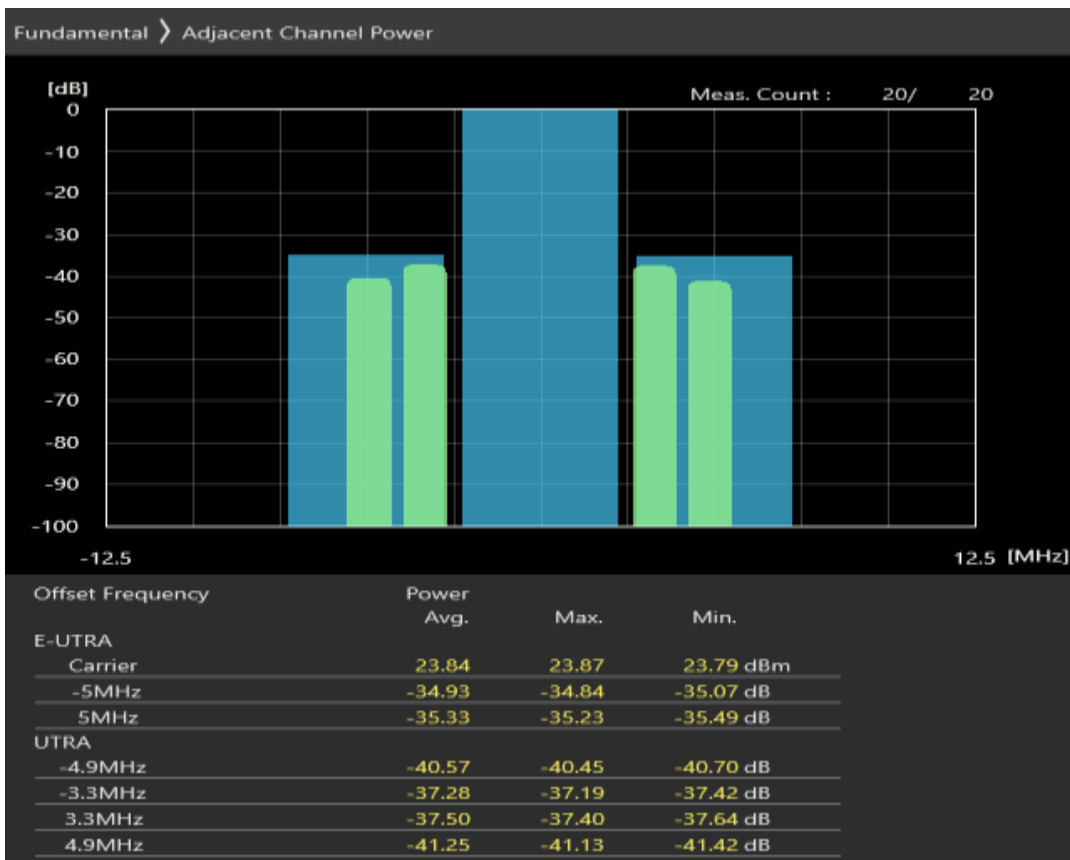 Fundamental 〉 Adjacent Channel Power
[dB]
Meas. Count : 20/ 20
0
-10
-20
-30
-40
-50
-60
-70
-80
-90
-100
-12.5 12.5 [MHz]
Offset Frequency Power
Avg. Max. Min.
E-UTRA
Carrier 23.84 23.87 23.79 dBm
-5MHz -34.93 -34.84 -35.07 dB
5MHz -35.33 -35.23 -35.49 dB
UTRA
-4.9MHz -40.57 -40.45 -40.70 dB
-3.3MHz -37.28 -37.19 -37.42 dB
3.3MHz -37.50 -37.40 -37.64 dB
4.9MHz -41.25 -41.13 -41.42 dB